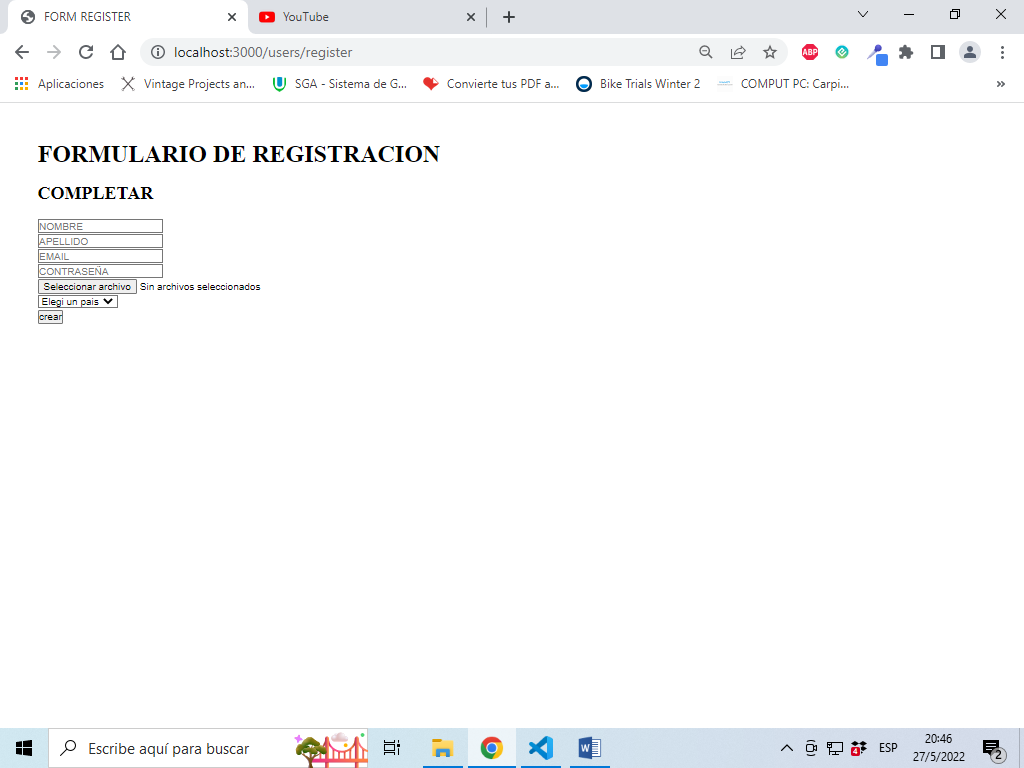 FORM REGISTER
YouTube
localhost:3000/users/register
ABP
Aplicaciones
Vintage Projects an...
SGA - Sistema de G...
Convierte tus PDF a...
Bike Trials Winter 2
COMPUT PC: Carpi...
»
FORMULARIO DE REGISTRACION
COMPLETAR
NOMBRE
APELLIDO
EMAIL
CONTRASEÑA
Seleccionar archivo Sin archivos seleccionados
Elegi un pais
crear
Escribe aquí para buscar
W
4
ESP
20:46
27/5/2022
2